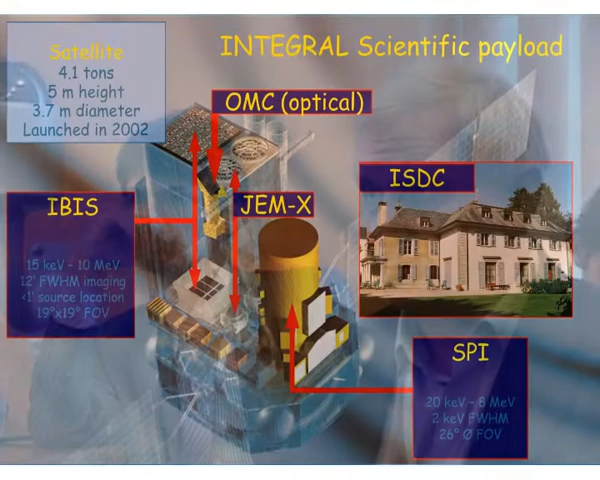 INTEGRAL Scientific payload
Satellite
4.1 tons
5 m height
3.7 m diameter
Launched in 2002
OMC (optical)
ISDC
IBIS
15 keV – 10 MeV
12' FWHM imaging
<1' source location
19°x19° FOV
JEM-X
SPI
20 keV – 8 MeV
2 keV FWHM
26° Ø FOV